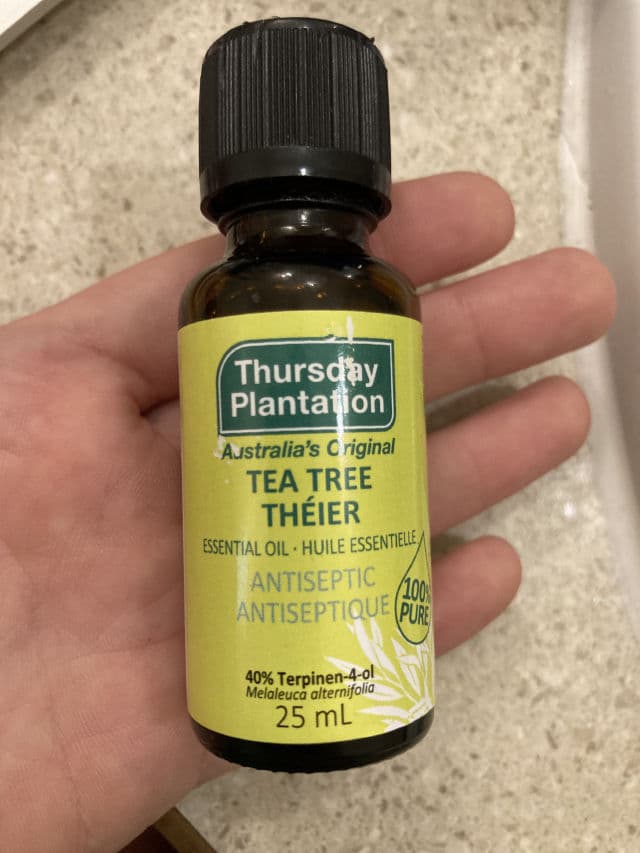 Thursday
Plantation
Australia's Original
TEA TREE
THÉIER
ESSENTIAL OIL · HUILE ESSENTIELLE
ANTISEPTIC
ANTISEPTIQUE
100%
PURE
40% Terpinen-4-ol
Melaleuca alternifolia
25 mL